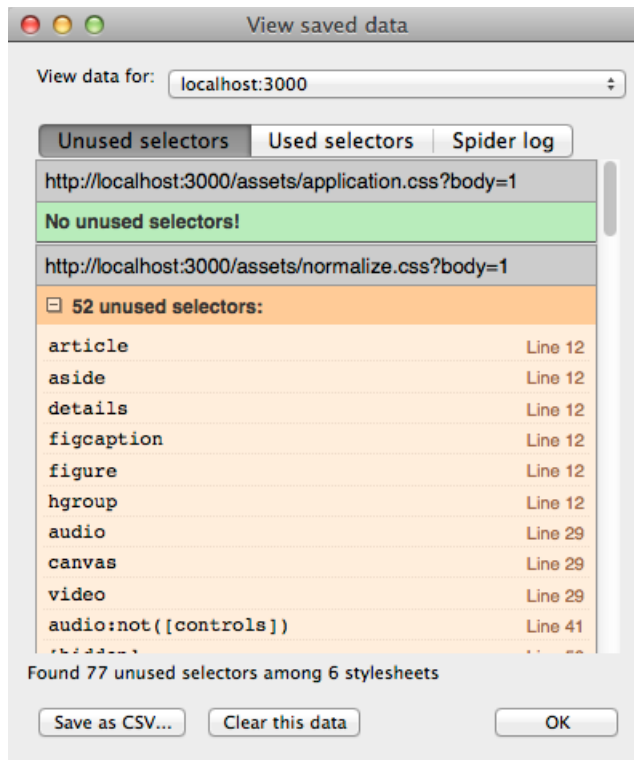 View saved data
View data for: localhost:3000
Unused selectors Used selectors Spider log
http://localhost:3000/assets/application.css?body=1
No unused selectors!
http://localhost:3000/assets/normalize.css?body=1
52 unused selectors:
article Line 12
aside Line 12
details Line 12
figcaption Line 12
figure Line 12
hgroup Line 12
audio Line 29
canvas Line 29
video Line 29
audio:not([controls]) Line 41
Found 77 unused selectors among 6 stylesheets
Save as CSV... Clear this data OK